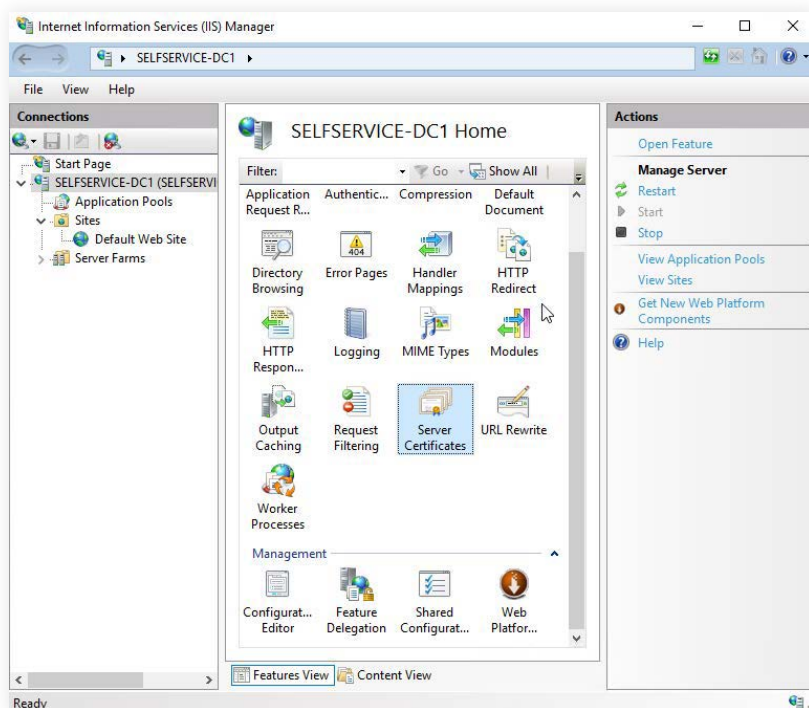 Internet Information Services (IIS) Manager
SELFSERVICE-DC1
File View Help
Connections
Start Page
SELFSERVICE-DC1 (SELFSERVI
Application Pools
Sites
Default Web Site
Server Farms
SELFSERVICE-DC1 Home
Filter: Go Show All
Application Request R...
Authentic...
Compression
Default Document
Directory Browsing
Error Pages
404
Handler Mappings
HTTP Redirect
HTTP Respon...
Logging
MIME Types
Modules
Output Caching
Request Filtering
Server Certificates
URL Rewrite
Worker Processes
Management
Configurat... Editor
Feature Delegation
Shared Configurat...
Web Platfor...
Features View
Content View
Actions
Open Feature
Manage Server
Restart
Start
Stop
View Application Pools
View Sites
Get New Web Platform
Components
Help
Ready